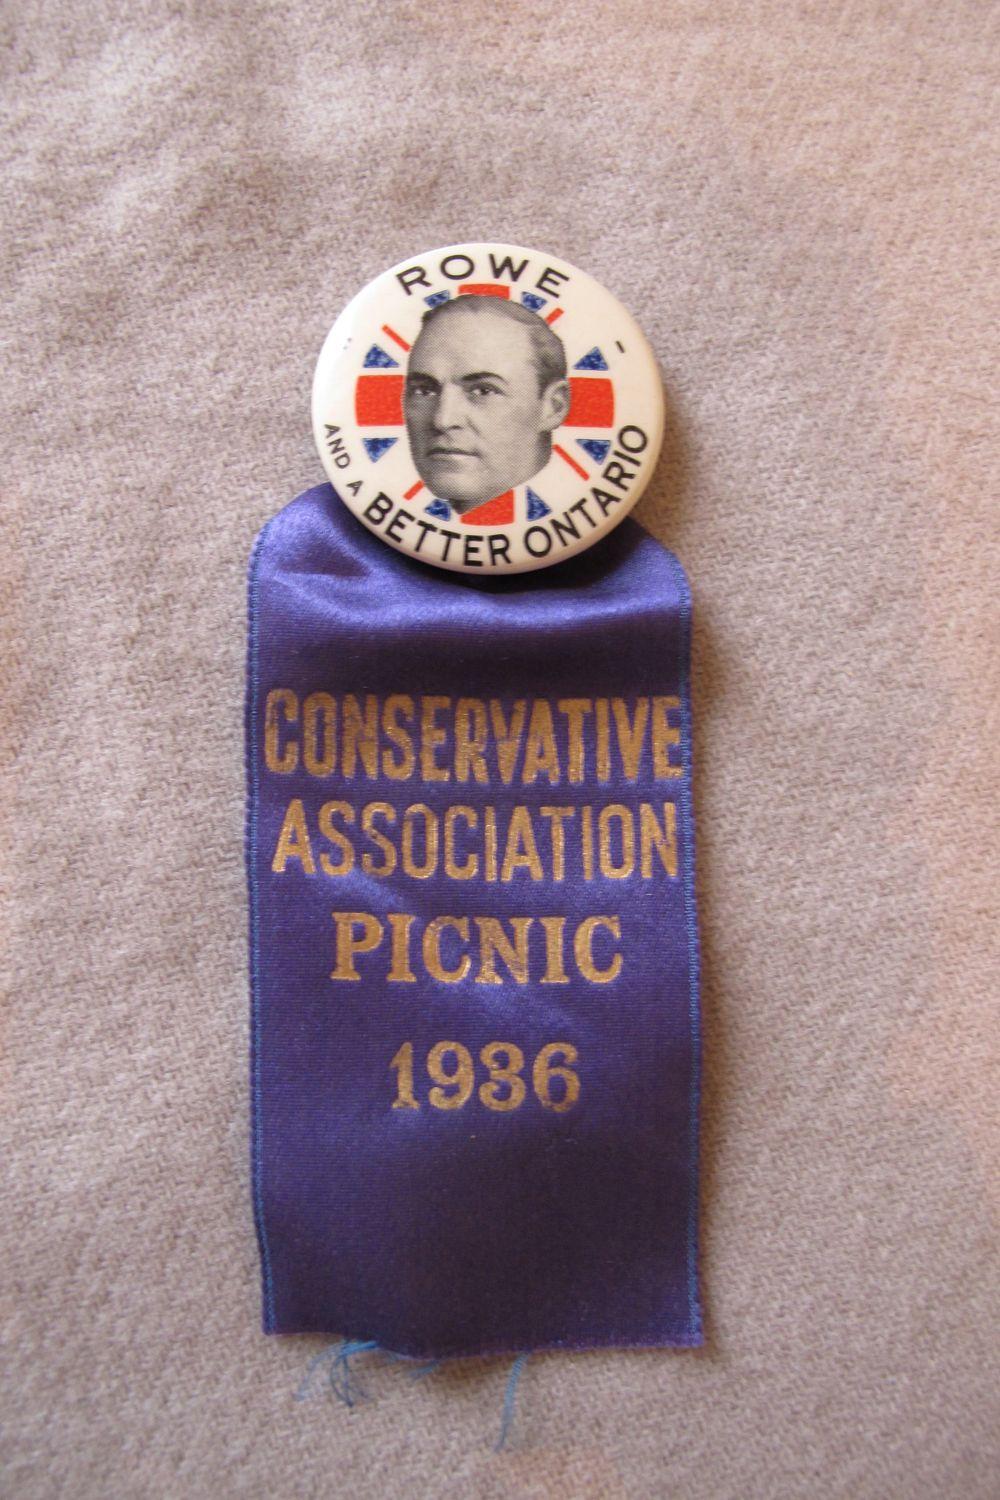 ROWE
AND A BETTER ONTARIO
CONSERVATIVE
ASSOCIATION
PICNIC
1936